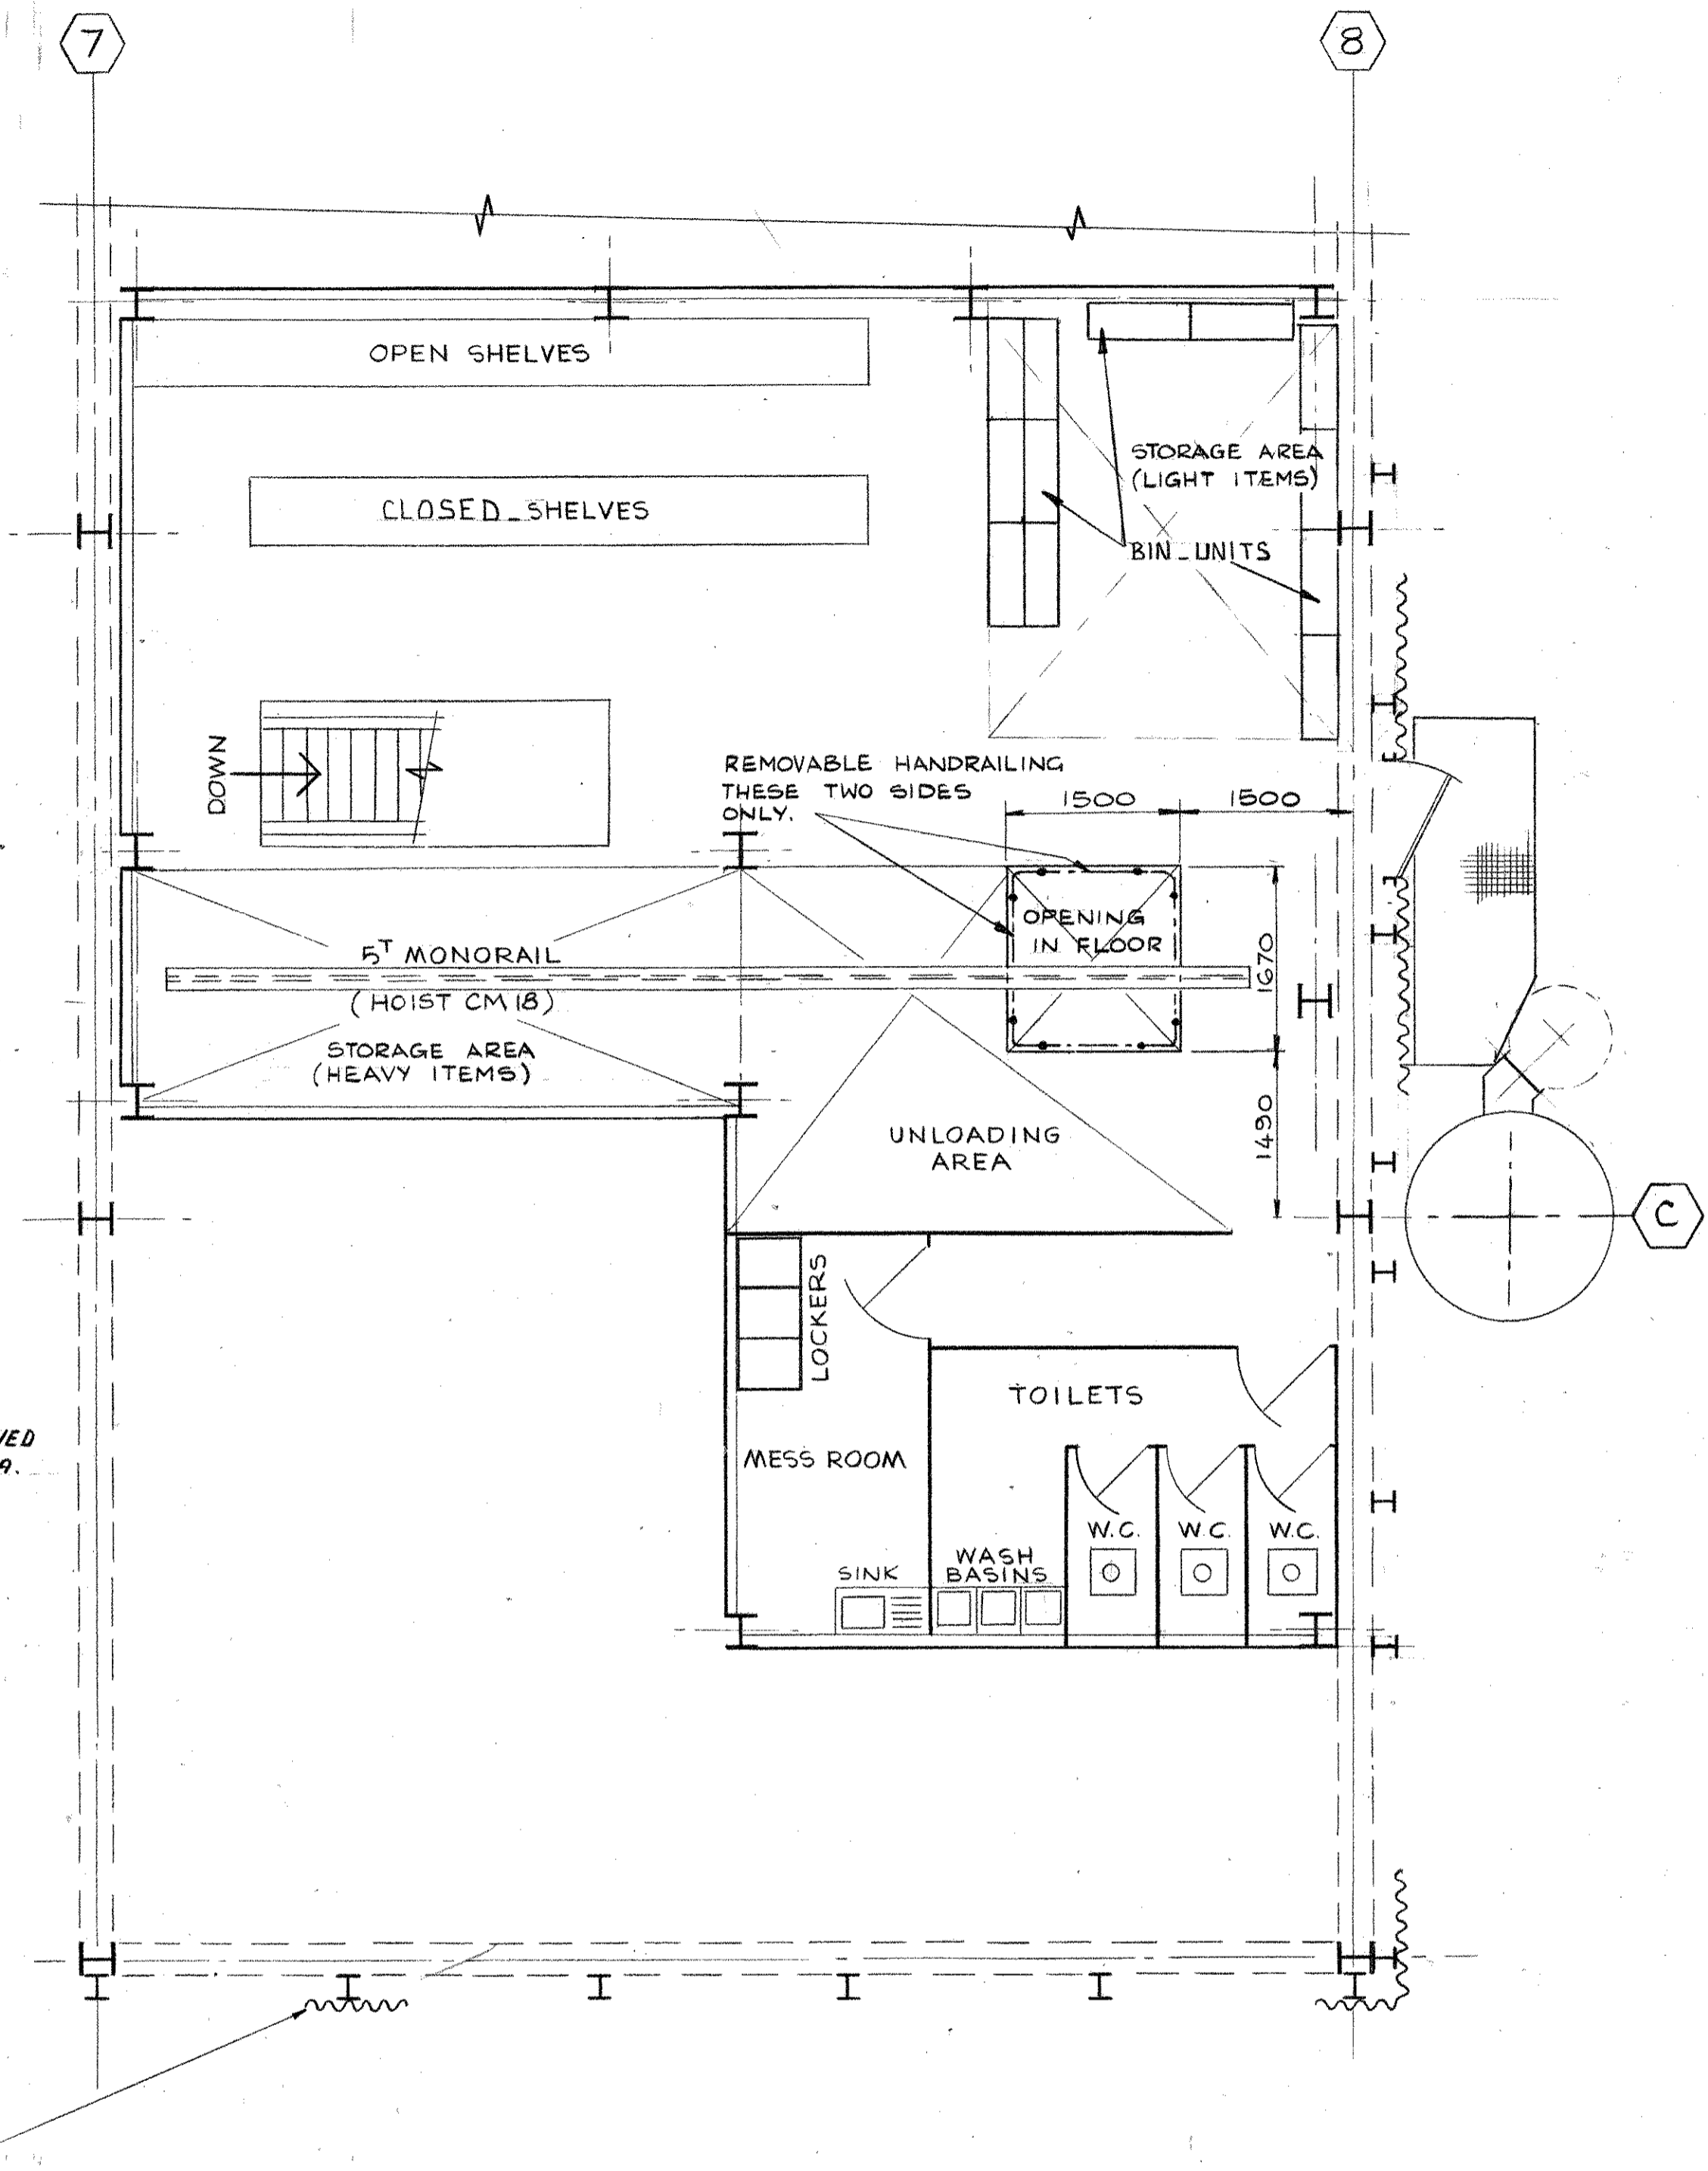 7
8
OPEN SHELVES
STORAGE AREA
(LIGHT ITEMS)
CLOSED SHELVES
BIN UNITS
DOWN
REMOVABLE HANDRAILING
THESE TWO SIDES
ONLY.
1500
1500
OPENING
IN FLOOR
5T MONORAIL
(HOIST CM 18)
1670
STORAGE AREA
(HEAVY ITEMS)
UNLOADING
AREA
1490
C
LOCKERS
TOILETS
MESS ROOM
W.C.
W.C.
W.C.
SINK
WASH
BASINS